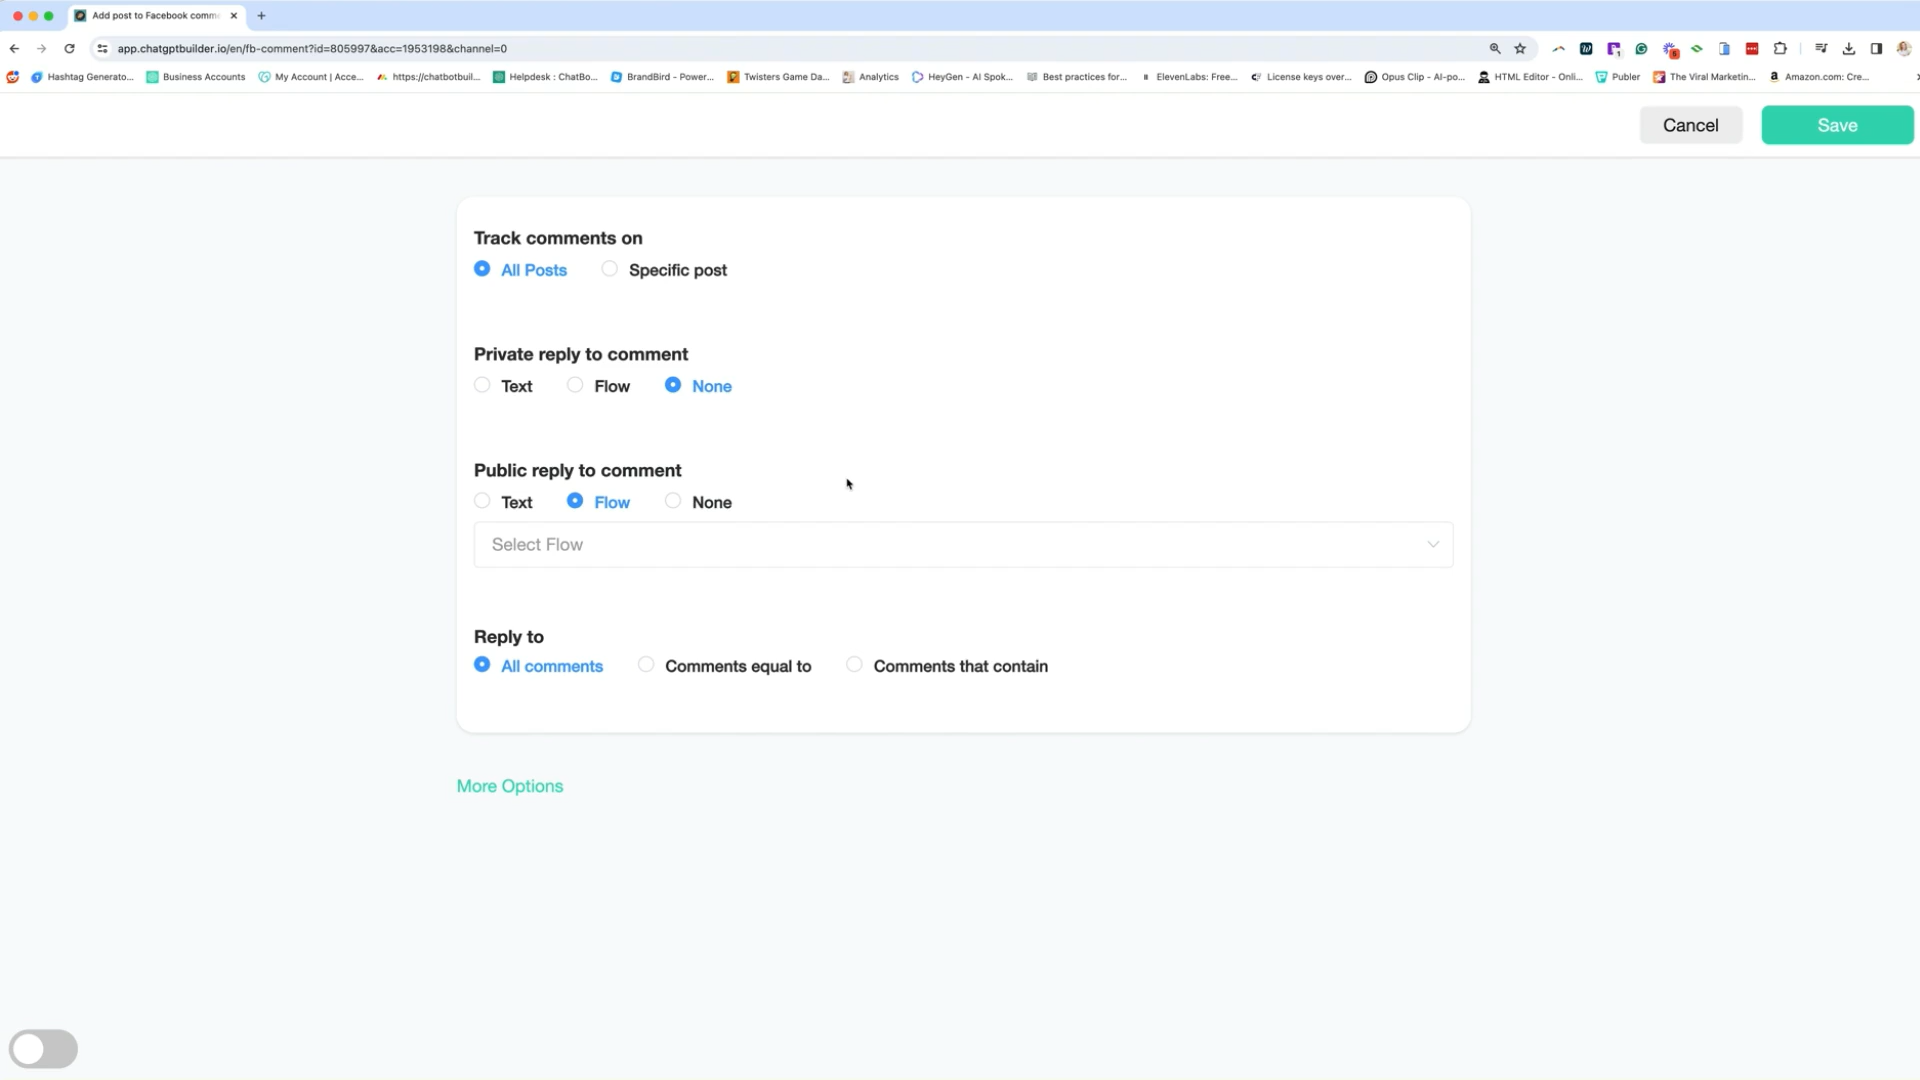 Add post to Facebook comme
app.chatgptbuilder.io/en/fb-comment?id=805997&acc=1953198&channel=0
Hashtag Generato...
Business Accounts
My Account | Acce...
https://chatbotbuil...
Helpdesk : ChatBo...
BrandBird - Power...
Twisters Game Da...
Analytics
HeyGen - AI Spok...
Best practices for...
ElevenLabs: Free...
License keys over...
Opus Clip - AI-po...
HTML Editor - Onli...
Publer
The Viral Marketin...
Amazon.com: Cre...
Cancel
Save
Track comments on
All Posts
Specific post
Private reply to comment
Text
Flow
None
Public reply to comment
Text
Flow
None
Select Flow
Reply to
All comments
Comments equal to
Comments that contain
More Options